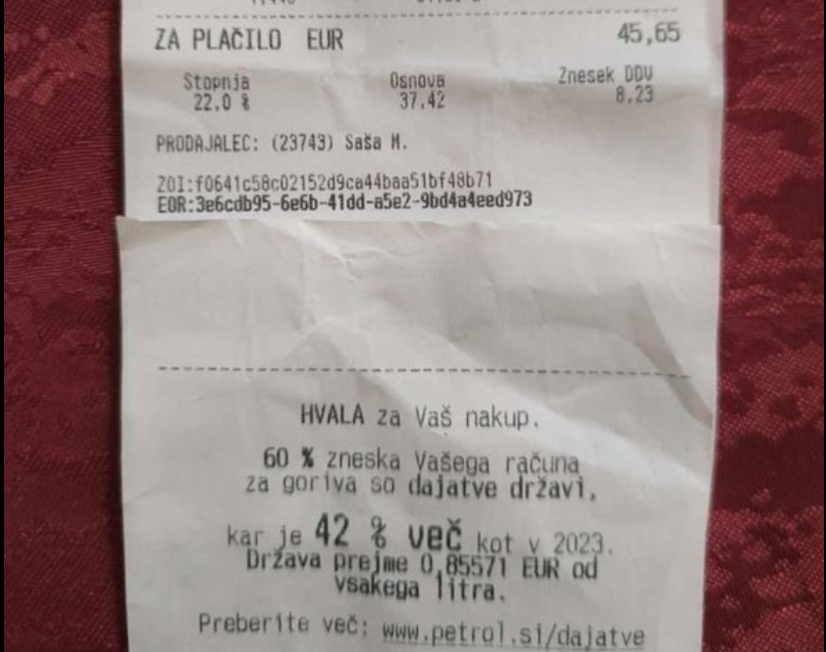 ZA PLAČILO EUR 45,65
Stopnja Osnova Znesek DDV
22.0 % 37,42 8,23
PRODAJALEC: (23743) Saša M.
ZOI:f0641c58c02152d9ca44baa51bf48b71
EOR:3e6cdb95-6e6b-41dd-a5e2-9bd4a4eed973
HVALA za Vaš nakup.
60 % zneska Vašega računa
za goriva so dajatve državi,
kar je 42 % več kot v 2023.
Država prejme 0,85571 EUR od
vsakega litra.
Preberite več: www.petrol.si/dajatve